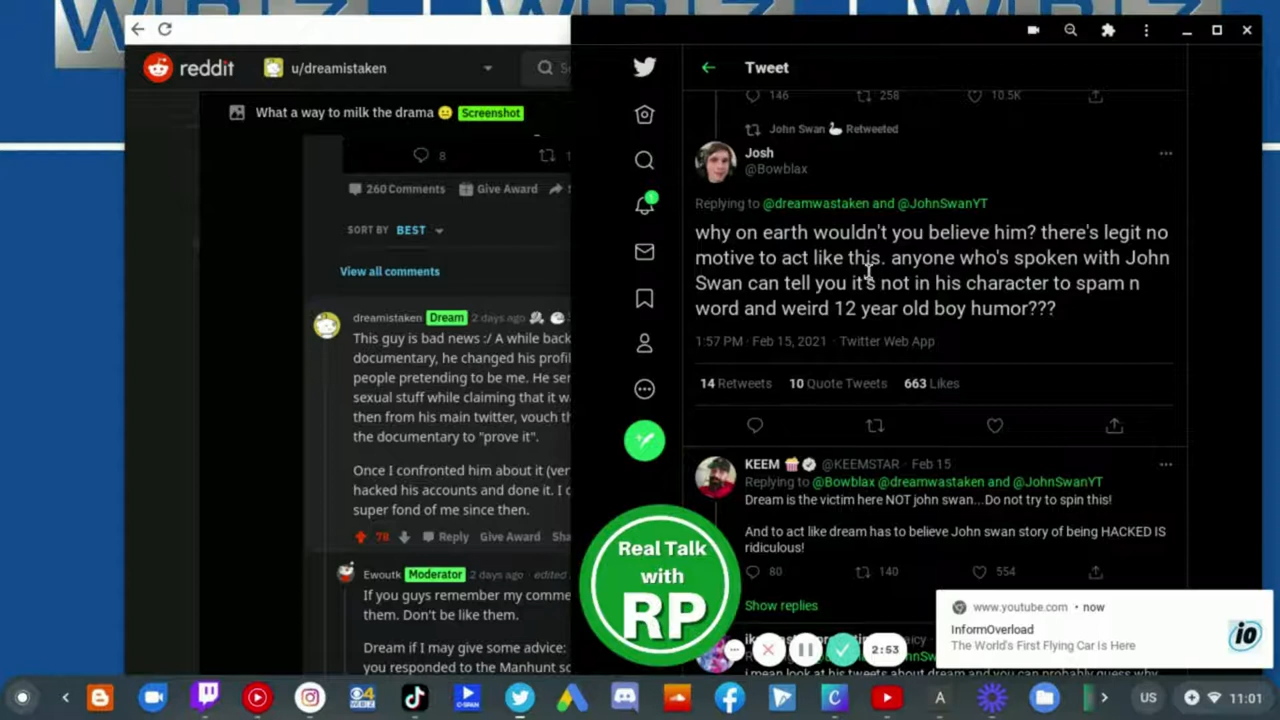 reddit
u/dreamistaken
What a way to milk the drama 😐 Screenshot
8
260 Comments Give Award
SORT BY BEST
View all comments
dreamistaken Dream 2 days ago
This guy is bad news :/ A while back
documentary, he changed his profil
people pretending to be me. He ser
sexual stuff while claiming that it w
then from his main twitter, vouch th
the documentary to "prove it".
Once I confronted him about it (ver
hacked his accounts and done it. I c
super fond of me since then.
78 Reply Give Award Sha
Ewoutk Moderator 2 days ago · edited
If you guys remember my comme
them. Don't be like them.
Dream if I may give some advice:
you responded to the Manhunt sc
Tweet
146 258 10.5K
John Swan 🦢 Retweeted
Josh
@Bowblax
Replying to @dreamwastaken and @JohnSwanYT
why on earth wouldn't you believe him? there's legit no
motive to act like this. anyone who's spoken with John
Swan can tell you it's not in his character to spam n
word and weird 12 year old boy humor???
1:57 PM · Feb 15, 2021 · Twitter Web App
14 Retweets 10 Quote Tweets 663 Likes
KEEM 🍿 @KEEMSTAR · Feb 15
Replying to @Bowblax @dreamwastaken and @JohnSwanYT
Dream is the victim here NOT john swan...Do not try to spin this!
And to act like dream has to believe John swan story of being HACKED IS
ridiculous!
80 140 554
Show replies
Real Talk
with
RP
2:53
www.youtube.com • now
InformOverload
The World's First Flying Car Is Here
io
US
11:01